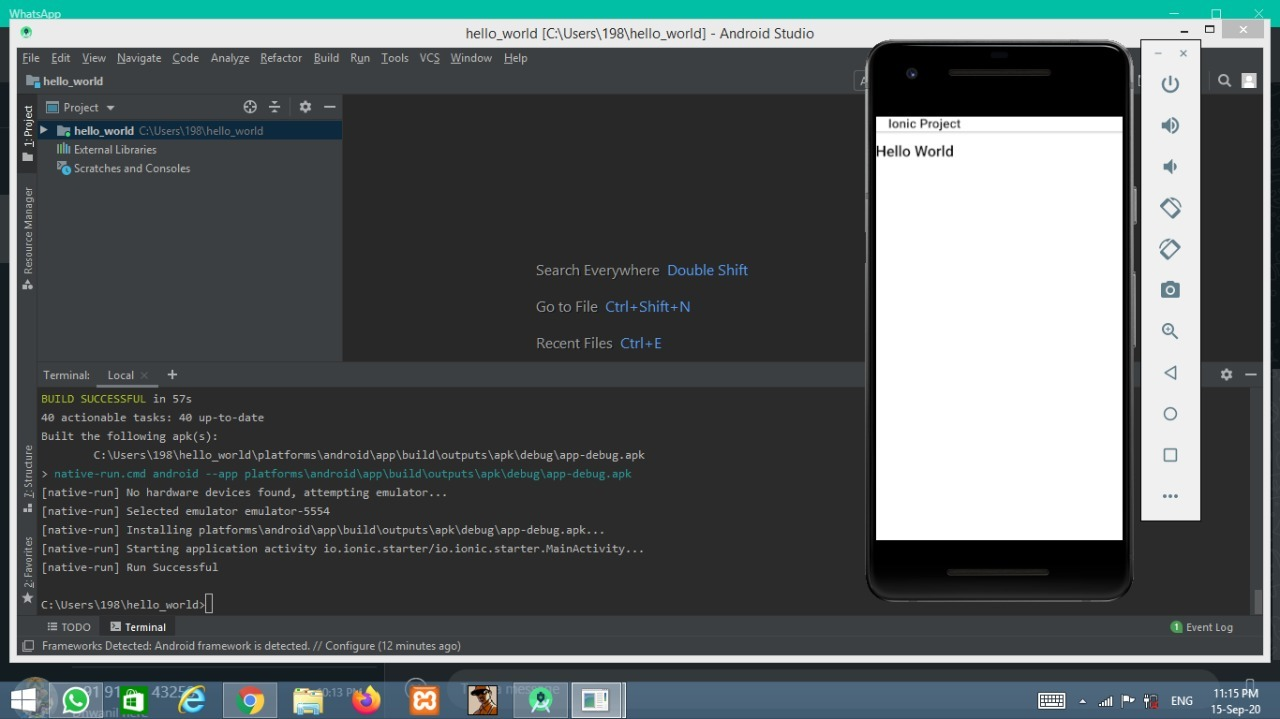 WhatsApp
hello_world [C:\Users\198\hello_world] - Android Studio
File Edit View Navigate Code Analyze Refactor Build Run Tools VCS Window Help
hello_world
1: Project
Project
hello_world C:\Users\198\hello_world
External Libraries
Scratches and Consoles
Resource Manager
Search Everywhere Double Shift
Go to File Ctrl+Shift+N
Recent Files Ctrl+E
Ionic Project
Hello World
Terminal: Local +
BUILD SUCCESSFUL in 57s
40 actionable tasks: 40 up-to-date
Built the following apk(s):
C:\Users\198\hello_world\platforms\android\app\build\outputs\apk\debug\app-debug.apk
> native-run.cmd android --app platforms\android\app\build\outputs\apk\debug\app-debug.apk
[native-run] No hardware devices found, attempting emulator...
[native-run] Selected emulator emulator-5554
[native-run] Installing platforms\android\app\build\outputs\apk\debug\app-debug.apk...
[native-run] Starting application activity io.ionic.starter/io.ionic.starter.MainActivity...
[native-run] Run Successful
C:\Users\198\hello_world>
7: Structure
2: Favorites
TODO Terminal 1 Event Log
Frameworks Detected: Android framework is detected. // Configure (12 minutes ago)
ENG
11:15 PM
15-Sep-20